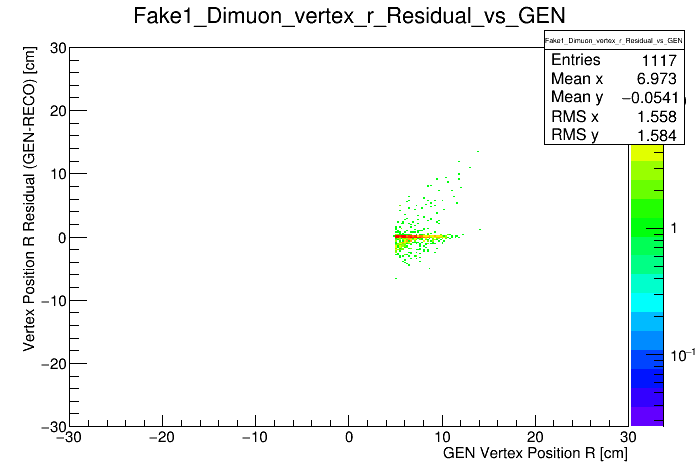 Fake1_Dimuon_vertex_r_Residual_vs_GEN
Fake1_Dimuon_vertex_r_Residual_vs_GEN
Entries 1117
Mean x 6.973
Mean y −0.0541
RMS x 1.558
RMS y 1.584
Vertex Position R Residual (GEN-RECO) [cm]
30
20
10
0
−10
−20
−30
−30 −20 −10 0 10 20 30
GEN Vertex Position R [cm]
1
10⁻¹